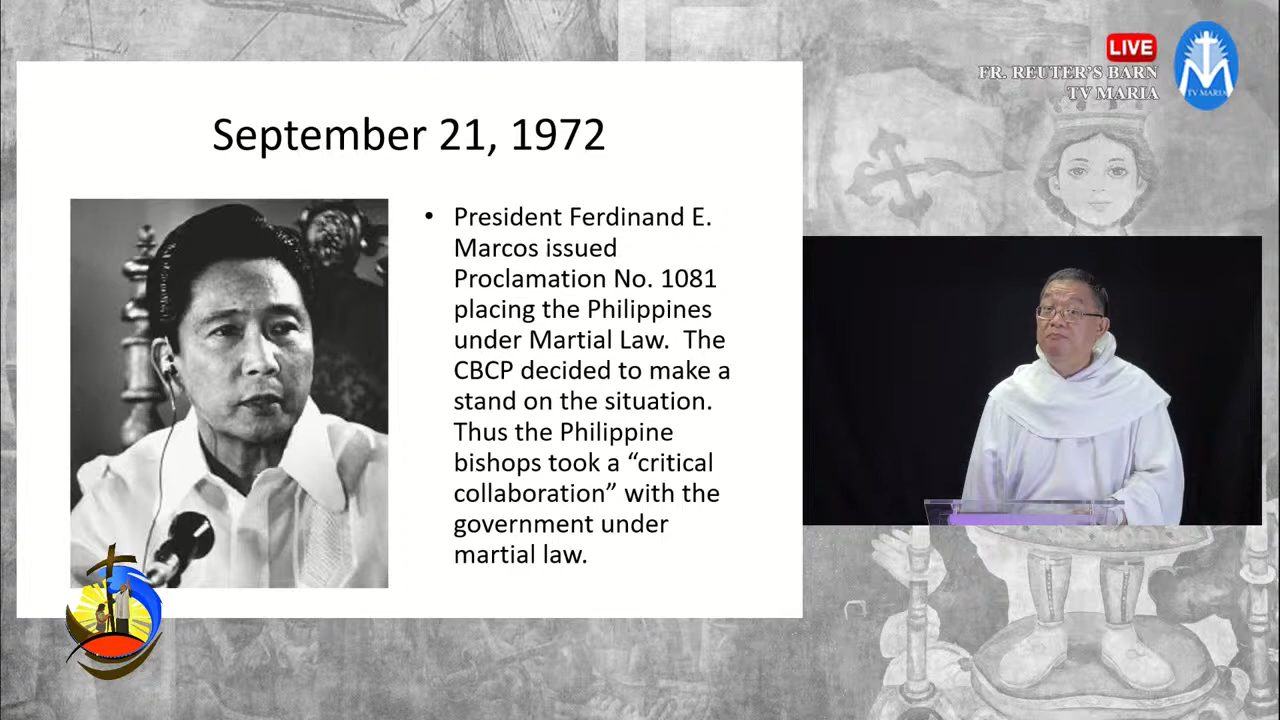 LIVE
FR. REUTER'S BARN
TV MARIA
TV MARIA
September 21, 1972
• President Ferdinand E.
Marcos issued
Proclamation No. 1081
placing the Philippines
under Martial Law.  The
CBCP decided to make a
stand on the situation.
Thus the Philippine
bishops took a “critical
collaboration” with the
government under
martial law.